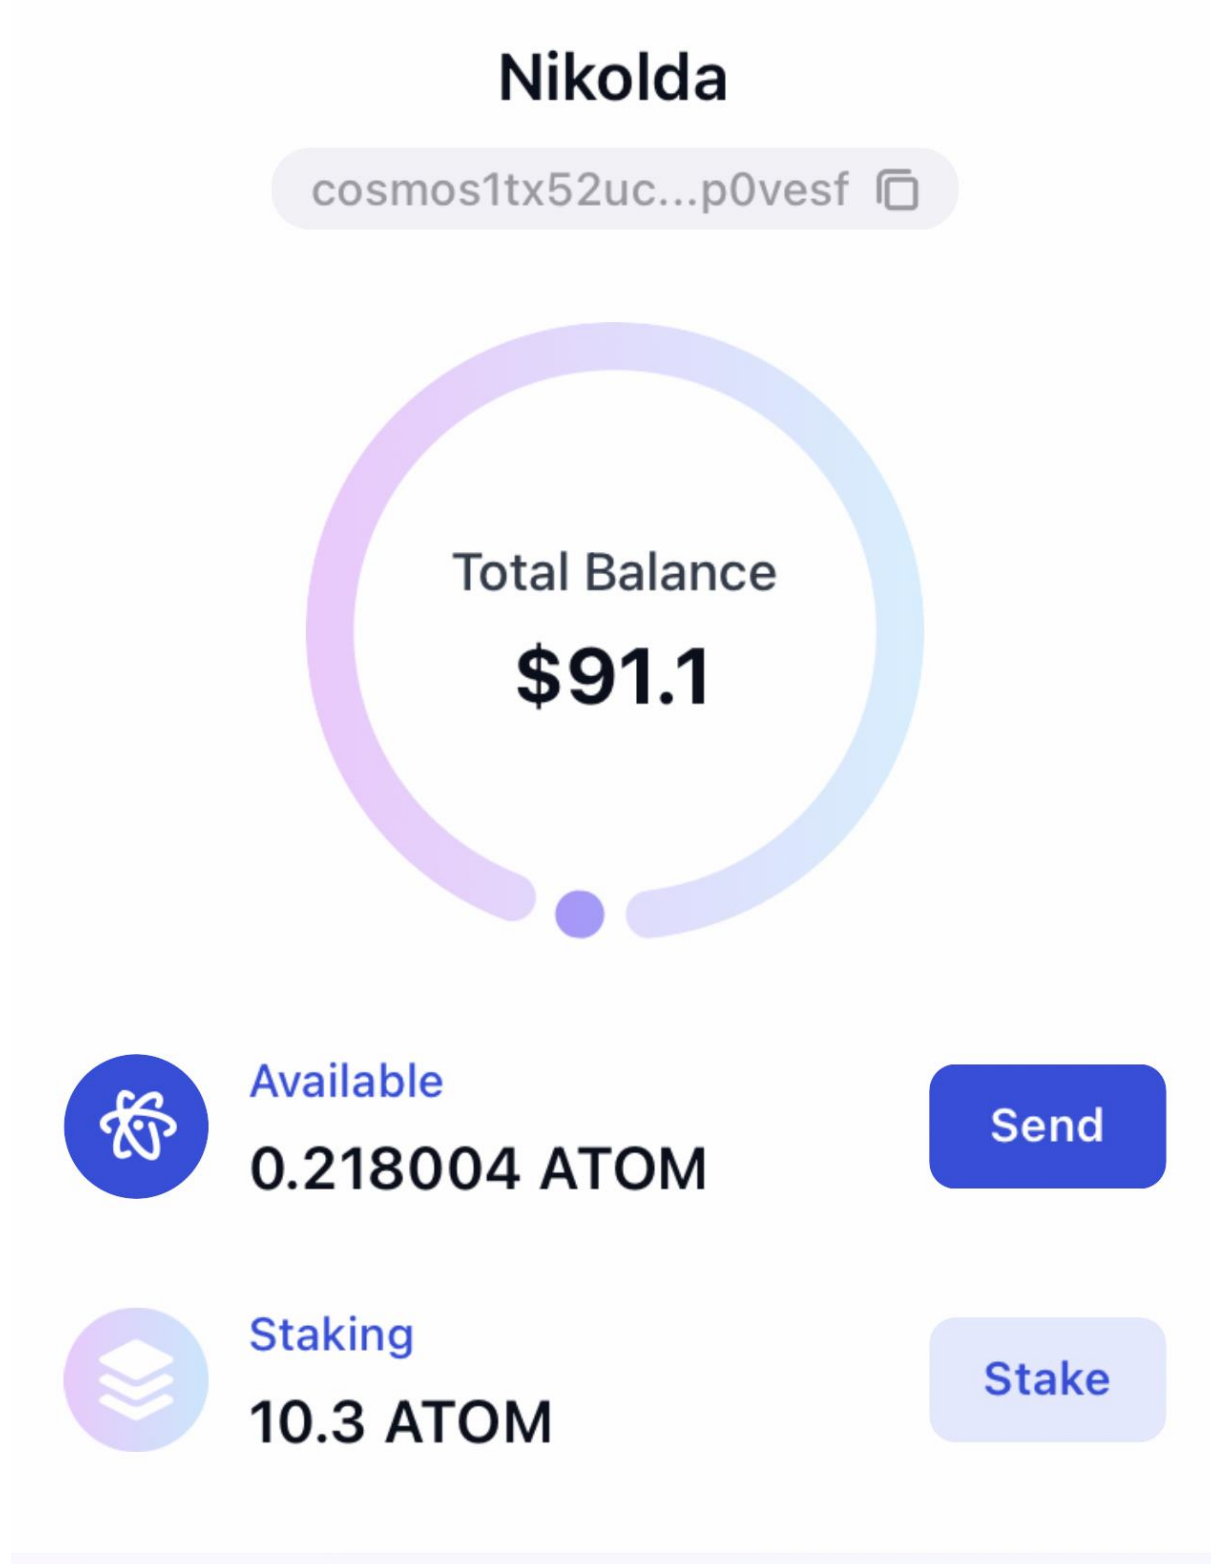 Nikolda
cosmos1tx52uc...p0vesf
Total Balance
$91.1
Available
0.218004 ATOM
Send
Staking
10.3 ATOM
Stake